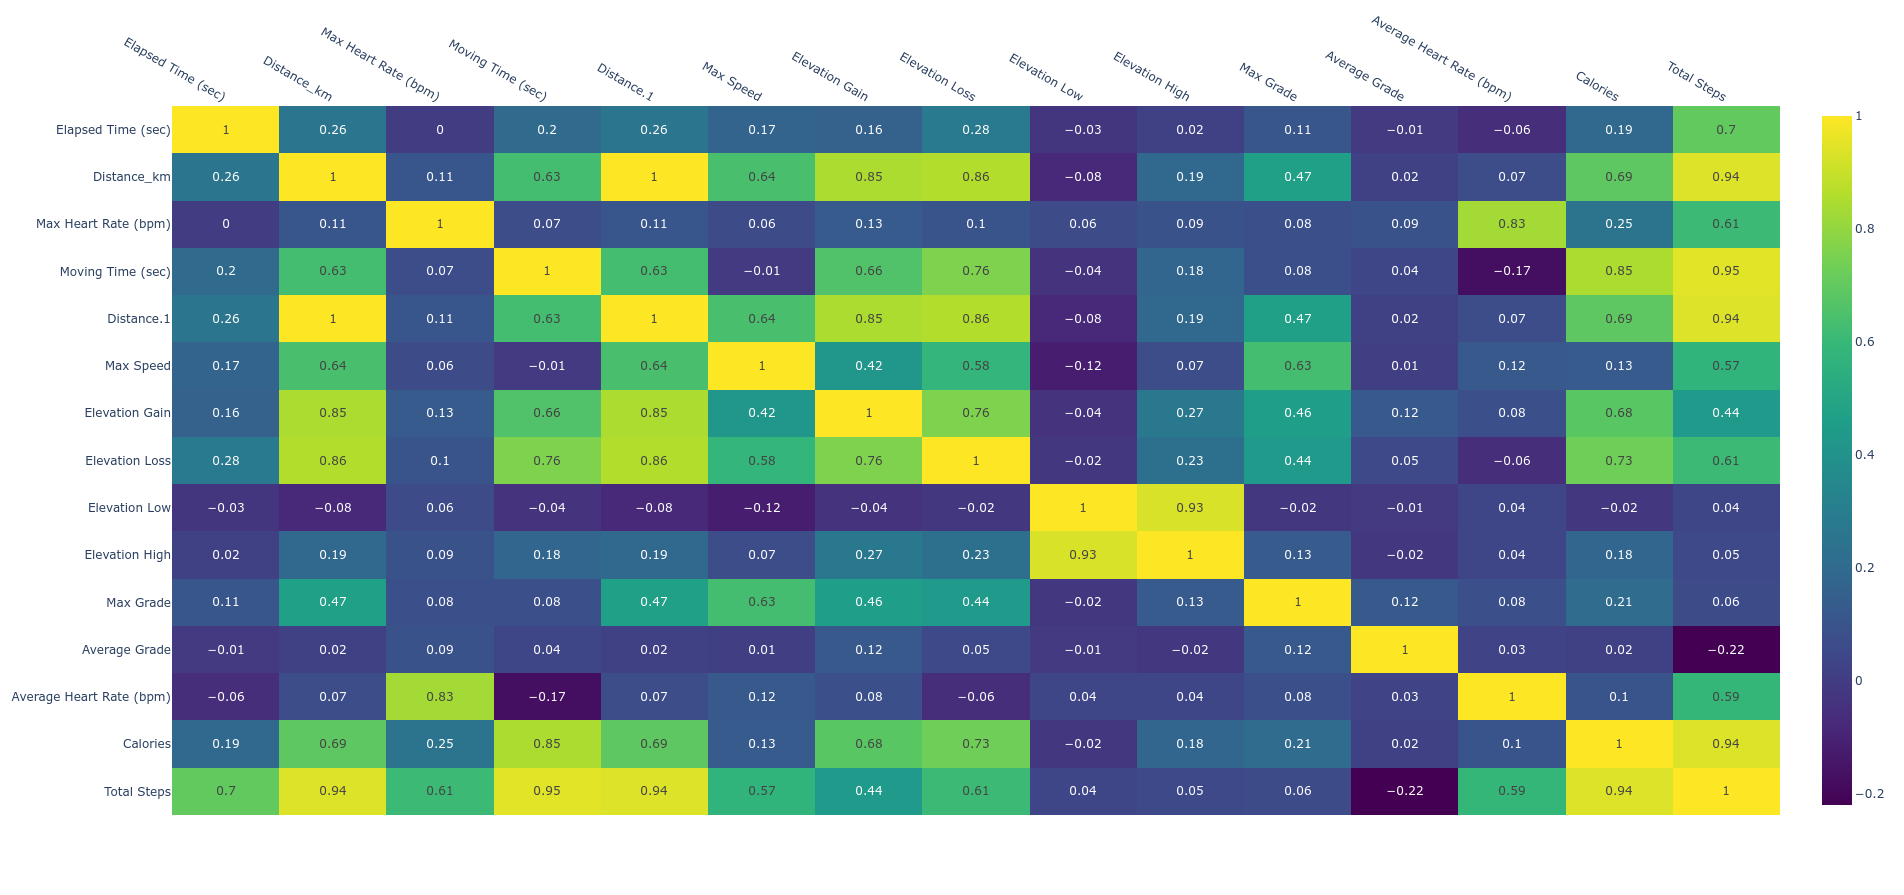 Elapsed Time (sec) Distance_km Max Heart Rate (bpm) Moving Time (sec) Distance.1 Max Speed Elevation Gain Elevation Loss Elevation Low Elevation High Max Grade Average Grade Average Heart Rate (bpm) Calories Total Steps
Elapsed Time (sec) 1 0.26 0 0.2 0.26 0.17 0.16 0.28 −0.03 0.02 0.11 −0.01 −0.06 0.19 0.7
Distance_km 0.26 1 0.11 0.63 1 0.64 0.85 0.86 −0.08 0.19 0.47 0.02 0.07 0.69 0.94
Max Heart Rate (bpm) 0 0.11 1 0.07 0.11 0.06 0.13 0.1 0.06 0.09 0.08 0.09 0.83 0.25 0.61
Moving Time (sec) 0.2 0.63 0.07 1 0.63 −0.01 0.66 0.76 −0.04 0.18 0.08 0.04 −0.17 0.85 0.95
Distance.1 0.26 1 0.11 0.63 1 0.64 0.85 0.86 −0.08 0.19 0.47 0.02 0.07 0.69 0.94
Max Speed 0.17 0.64 0.06 −0.01 0.64 1 0.42 0.58 −0.12 0.07 0.63 0.01 0.12 0.13 0.57
Elevation Gain 0.16 0.85 0.13 0.66 0.85 0.42 1 0.76 −0.04 0.27 0.46 0.12 0.08 0.68 0.44
Elevation Loss 0.28 0.86 0.1 0.76 0.86 0.58 0.76 1 −0.02 0.23 0.44 0.05 −0.06 0.73 0.61
Elevation Low −0.03 −0.08 0.06 −0.04 −0.08 −0.12 −0.04 −0.02 1 0.93 −0.02 −0.01 0.04 −0.02 0.04
Elevation High 0.02 0.19 0.09 0.18 0.19 0.07 0.27 0.23 0.93 1 0.13 −0.02 0.04 0.18 0.05
Max Grade 0.11 0.47 0.08 0.08 0.47 0.63 0.46 0.44 −0.02 0.13 1 0.12 0.08 0.21 0.06
Average Grade −0.01 0.02 0.09 0.04 0.02 0.01 0.12 0.05 −0.01 −0.02 0.12 1 0.03 0.02 −0.22
Average Heart Rate (bpm) −0.06 0.07 0.83 −0.17 0.07 0.12 0.08 −0.06 0.04 0.04 0.08 0.03 1 0.1 0.59
Calories 0.19 0.69 0.25 0.85 0.69 0.13 0.68 0.73 −0.02 0.18 0.21 0.02 0.1 1 0.94
Total Steps 0.7 0.94 0.61 0.95 0.94 0.57 0.44 0.61 0.04 0.05 0.06 −0.22 0.59 0.94 1
1
0.8
0.6
0.4
0.2
0
−0.2